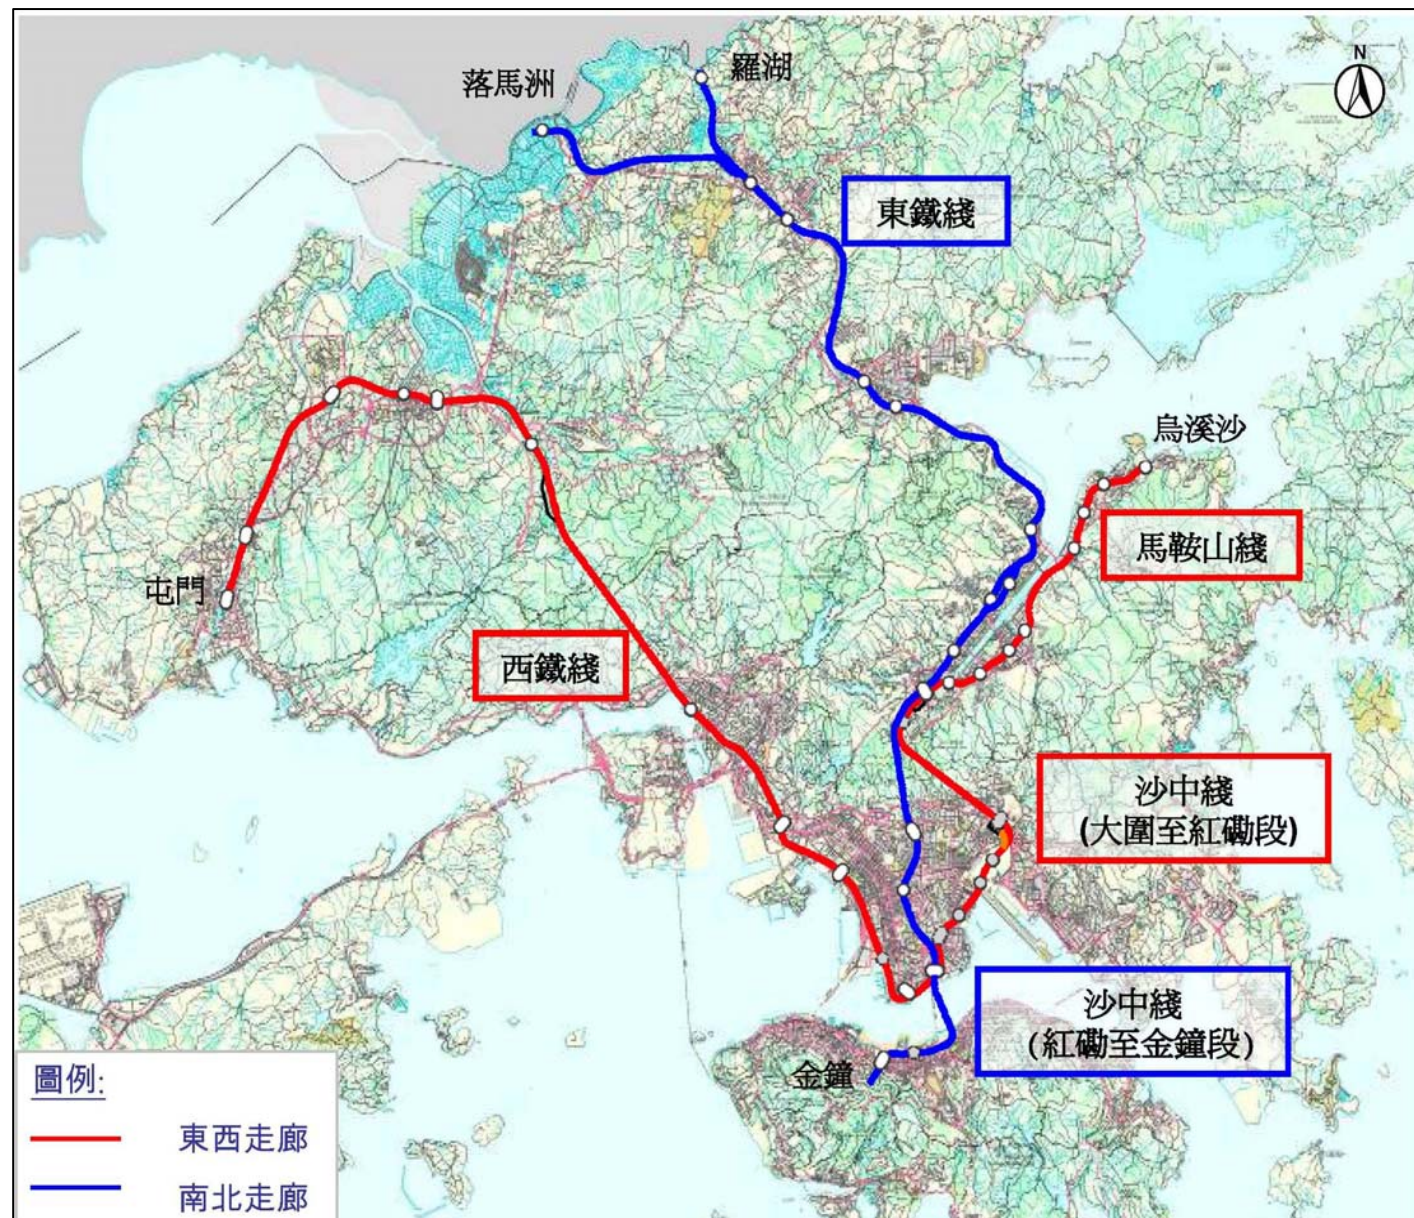 羅湖
落馬洲
N
東鐵綫
烏溪沙
馬鞍山綫
屯門
西鐵綫
沙中綫
(大圍至紅磡段)
沙中綫
(紅磡至金鐘段)
金鐘
圖例:
東西走廊
南北走廊